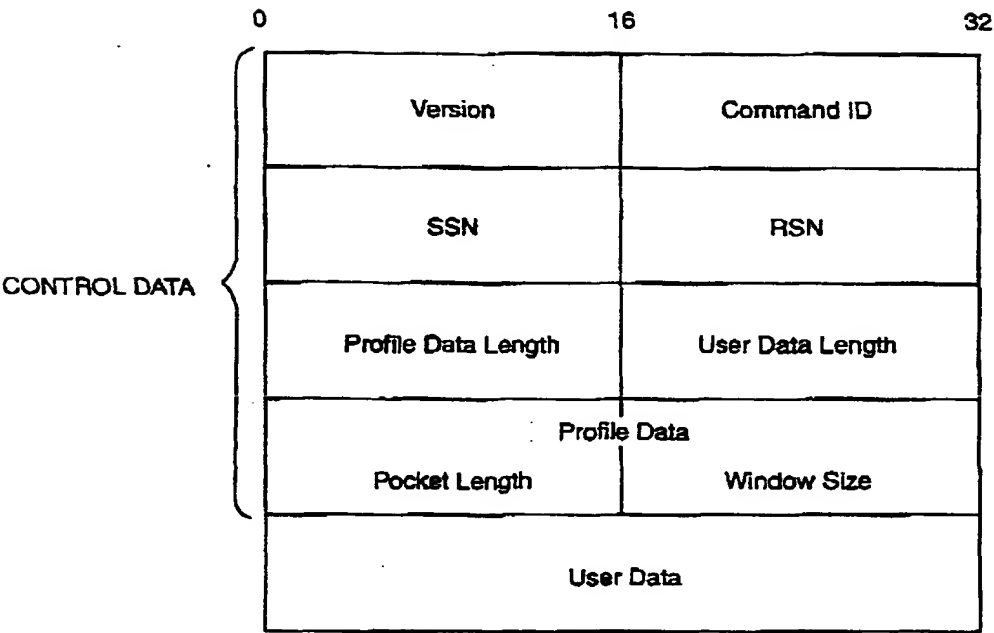 0 16 32
Version Command ID
SSN RSN
CONTROL DATA
Profile Data Length User Data Length
Profile Data
Pocket Length Window Size
User Data